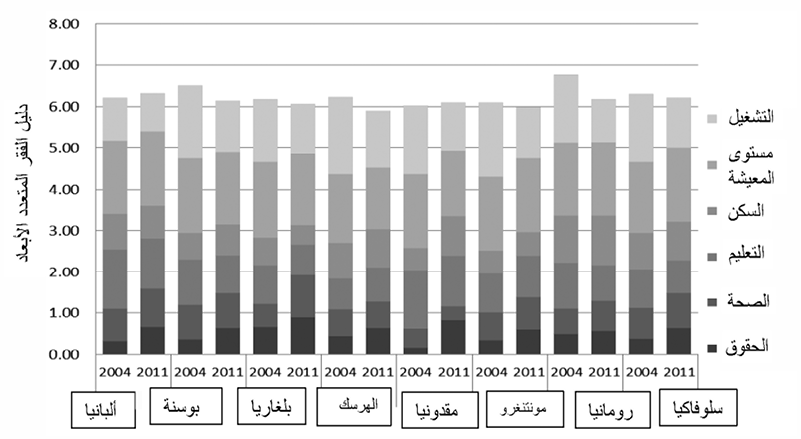 دليل الفقر المتعدد الأبعاد
8.00
7.00
6.00
5.00
4.00
3.00
2.00
1.00
0.00
2004 2011 2004 2011 2004 2011 2004 2011 2004 2011 2004 2011 2004 2011 2004 2011
ألبانيا بوسنة بلغاريا الهرسك مقدونيا مونتنغرو رومانيا سلوفاكيا
التشغيل
مستوى
المعيشة
السكن
التعليم
الصحة
الحقوق